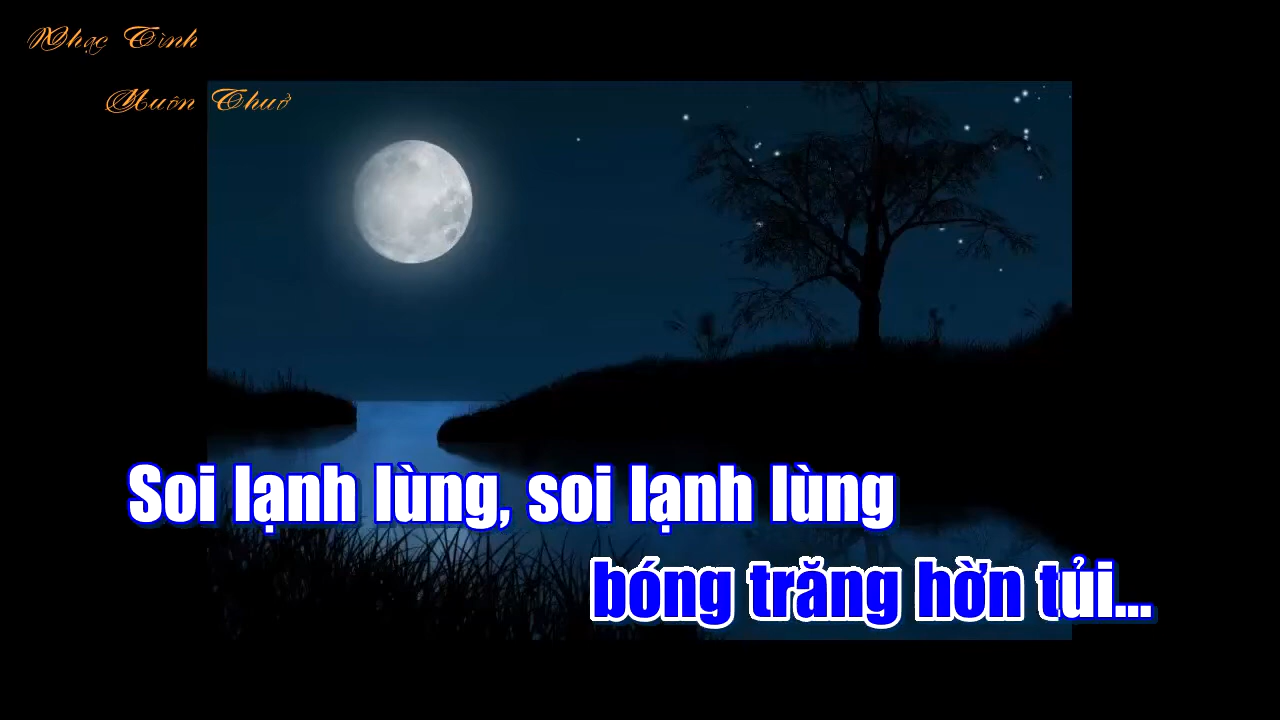 Nhạc Tình
Muôn Thuở
Soi lạnh lùng, soi lạnh lùng
bóng trăng hờn tủi...